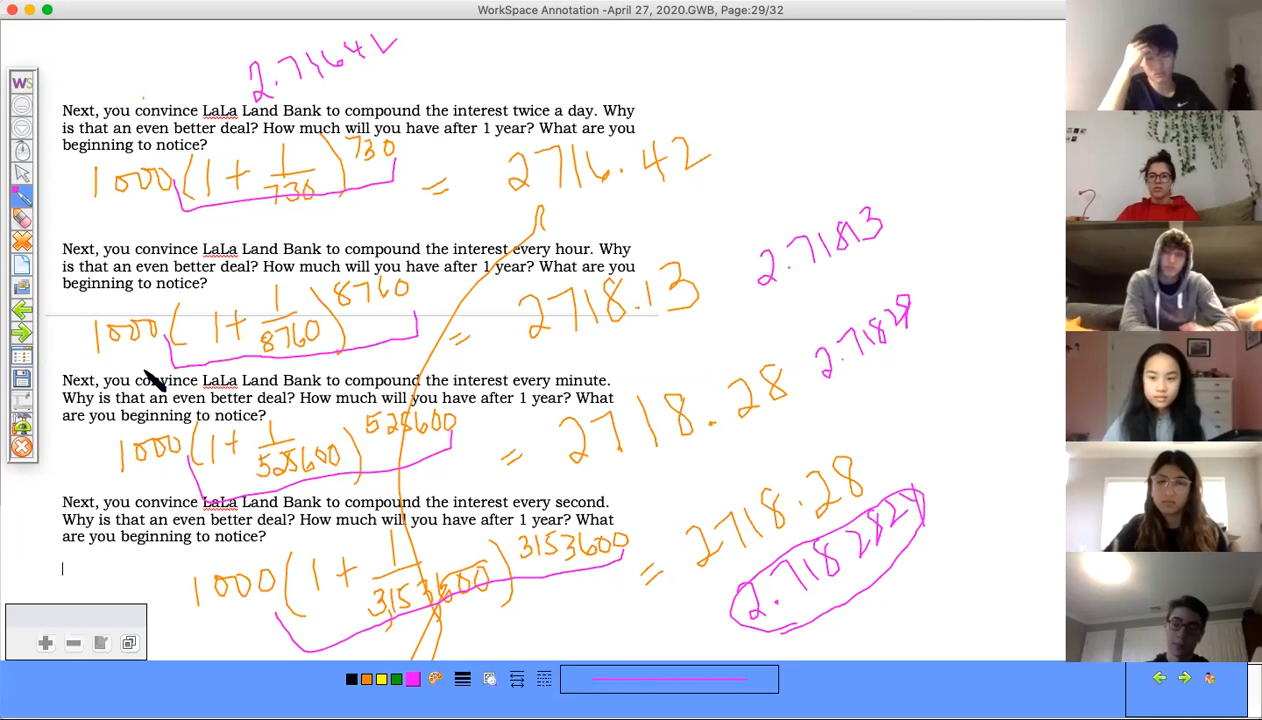 WorkSpace Annotation -April 27, 2020.GWB, Page:29/32
WS
2.71642
Next, you convince LaLa Land Bank to compound the interest twice a day. Why
is that an even better deal? How much will you have after 1 year? What are you
beginning to notice?
1000(1+1/730)^730 = 2716.42
Next, you convince LaLa Land Bank to compound the interest every hour. Why
is that an even better deal? How much will you have after 1 year? What are you
beginning to notice?
1000(1+1/8760)^8760 = 2718.13
2.71813
Next, you convince LaLa Land Bank to compound the interest every minute.
Why is that an even better deal? How much will you have after 1 year? What
are you beginning to notice?
1000(1+1/525600)^525600 = 2718.28
2.71828
Next, you convince LaLa Land Bank to compound the interest every second.
Why is that an even better deal? How much will you have after 1 year? What
are you beginning to notice?
1000(1+1/3153600)^3153600 = 2718.28
2.7182824